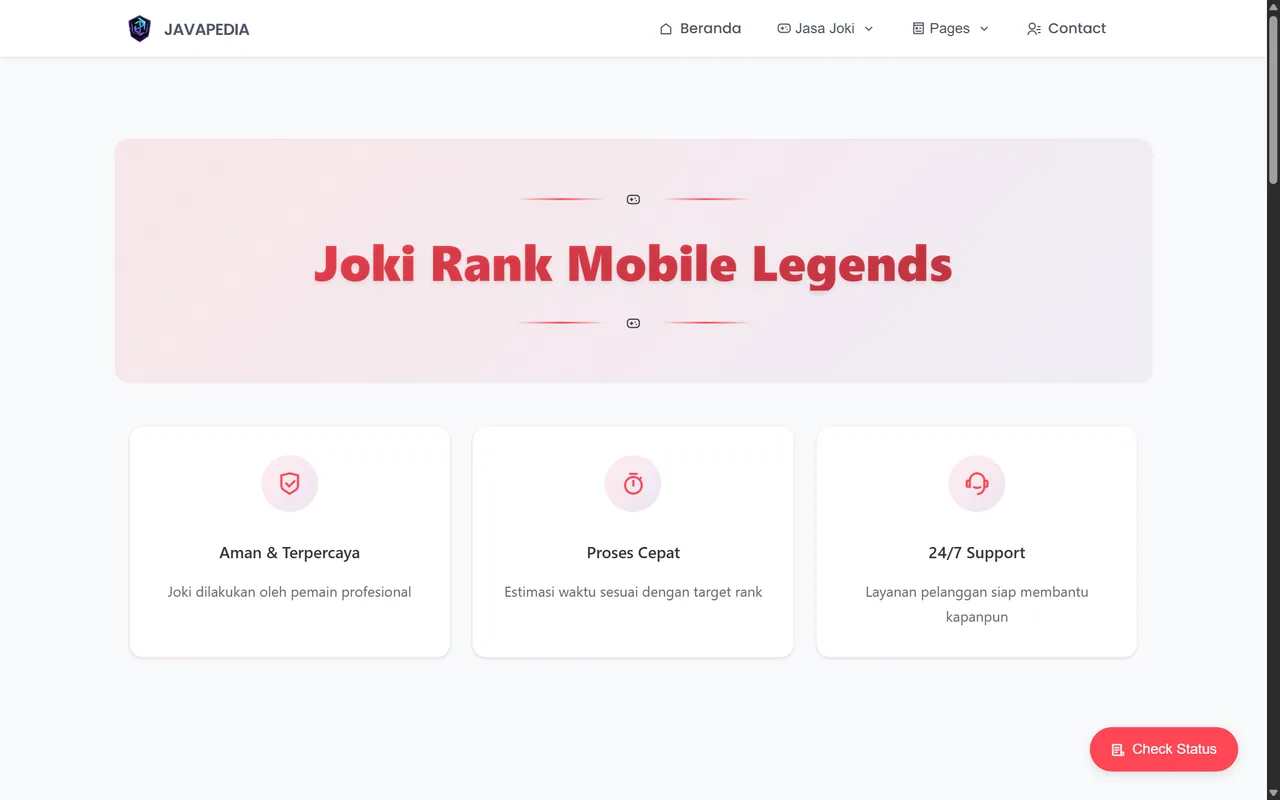 JAVAPEDIA
Beranda
Jasa Joki
Pages
Contact
Joki Rank Mobile Legends
Aman & Terpercaya
Joki dilakukan oleh pemain profesional
Proses Cepat
Estimasi waktu sesuai dengan target rank
24/7 Support
Layanan pelanggan siap membantu
kapanpun
Check Status